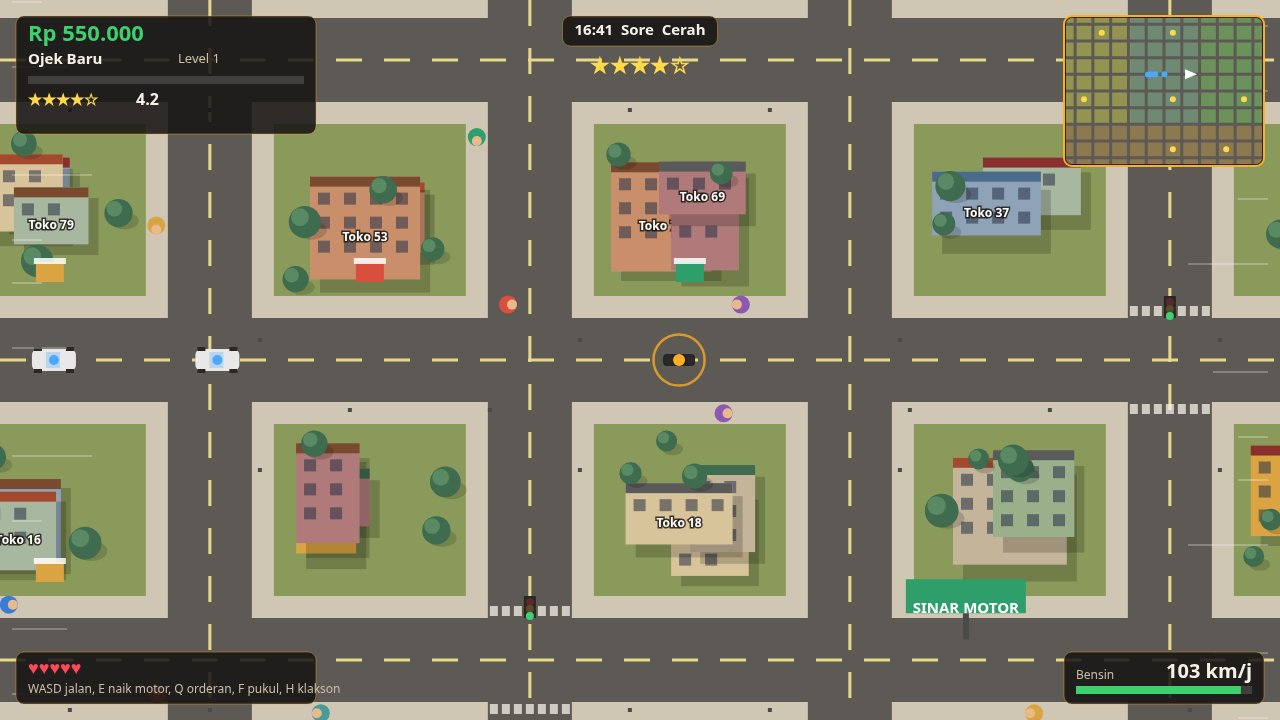 Rp 550.000
Ojek Baru Level 1
★★★★☆ 4.2
16:41 Sore Cerah
★★★★☆
Toko 79
Toko 53
Toko
Toko 69
Toko 37
Toko 16
Toko 18
SINAR MOTOR
♥♥♥♥♥
WASD jalan, E naik motor, Q orderan, F pukul, H klakson
Bensin 103 km/j